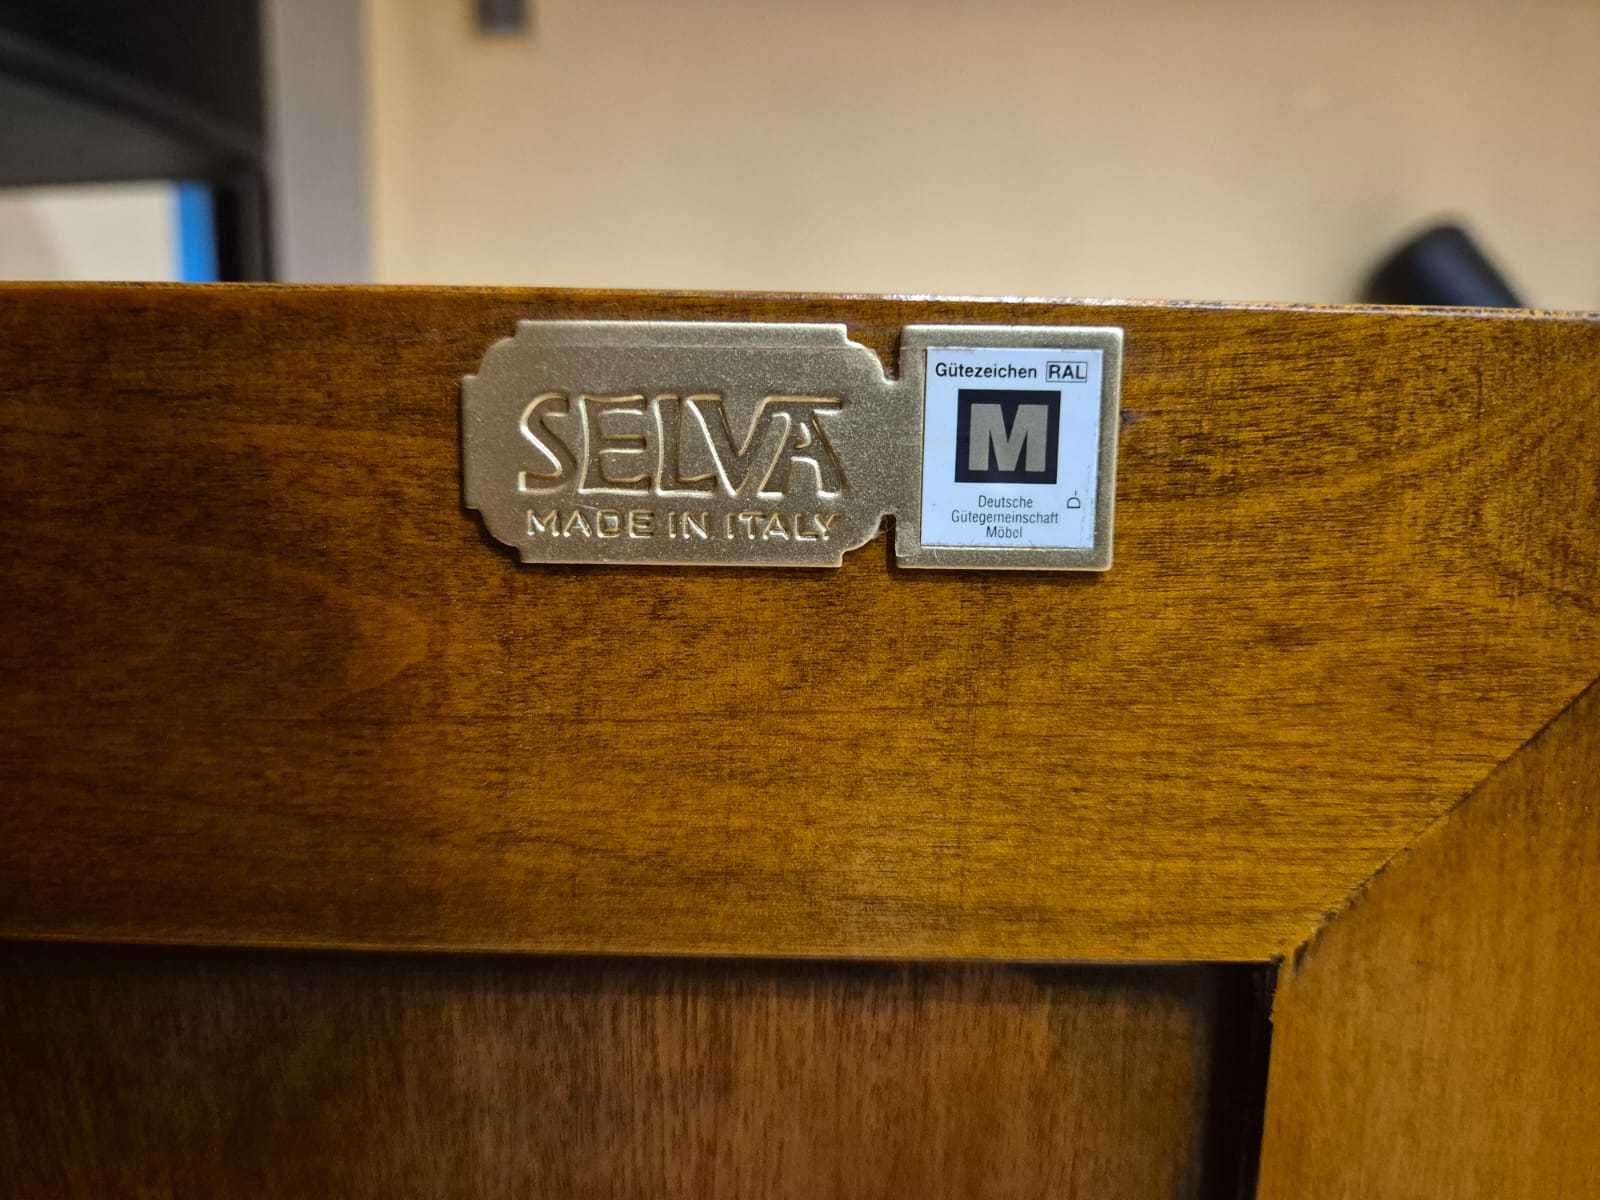 SELVA
MADE IN ITALY
Gütezeichen RAL
M
Deutsche
Gütegemeinschaft
Möbel
D-